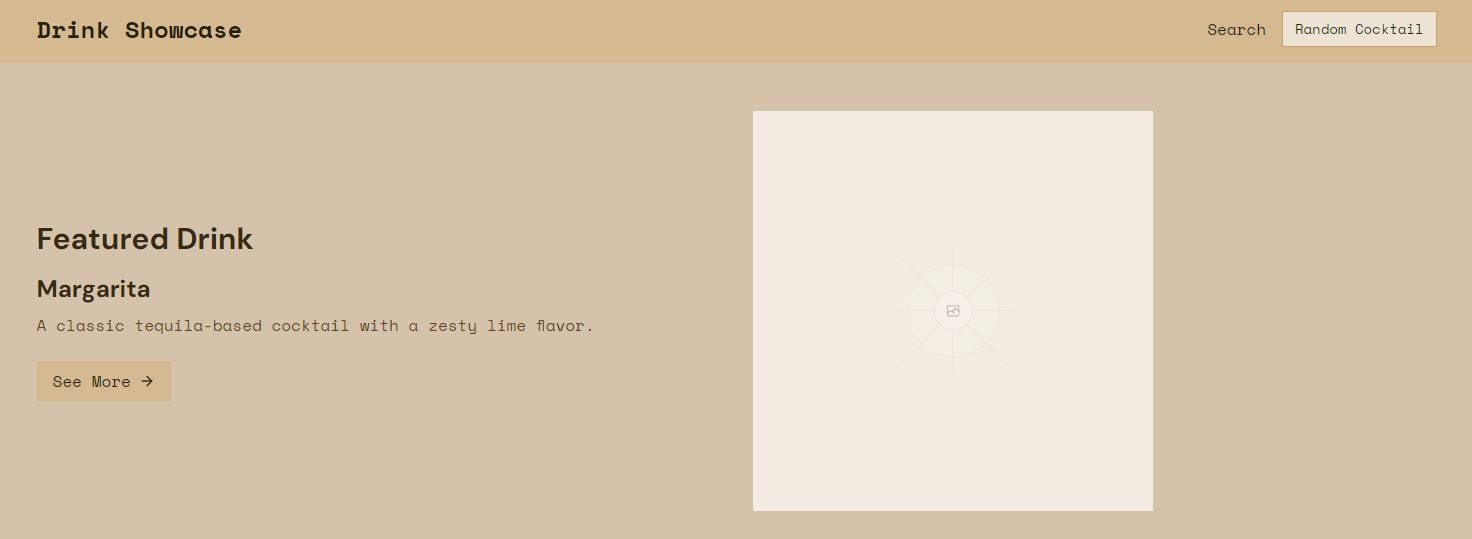 Drink Showcase
Search
Random Cocktail
Featured Drink
Margarita
A classic tequila-based cocktail with a zesty lime flavor.
See More →